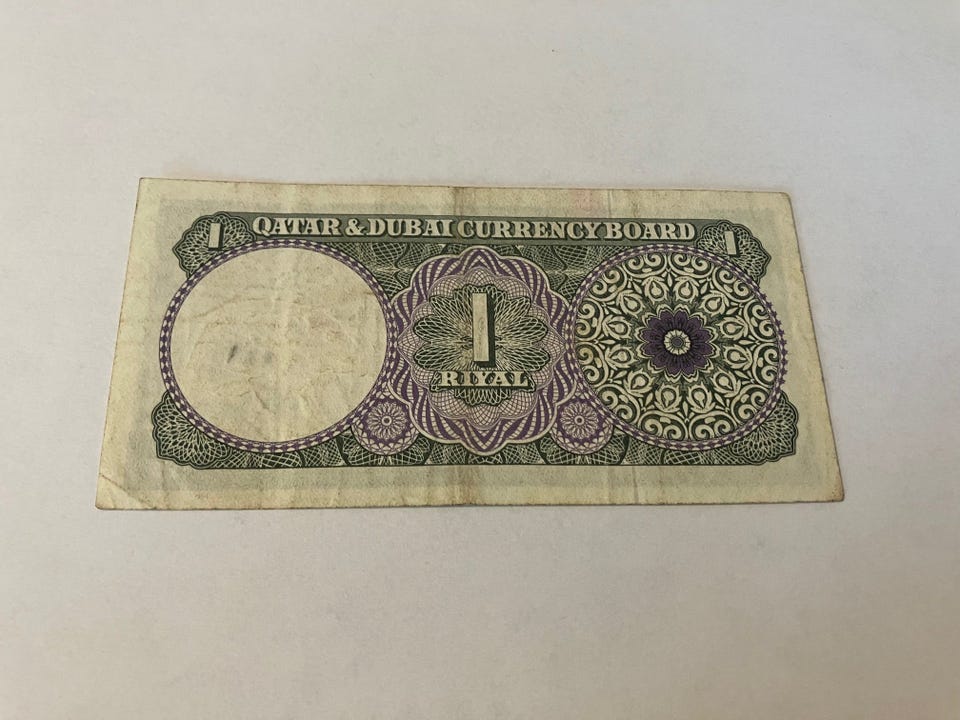 1 QATAR & DUBAI CURRENCY BOARD 1
1
RIYAL